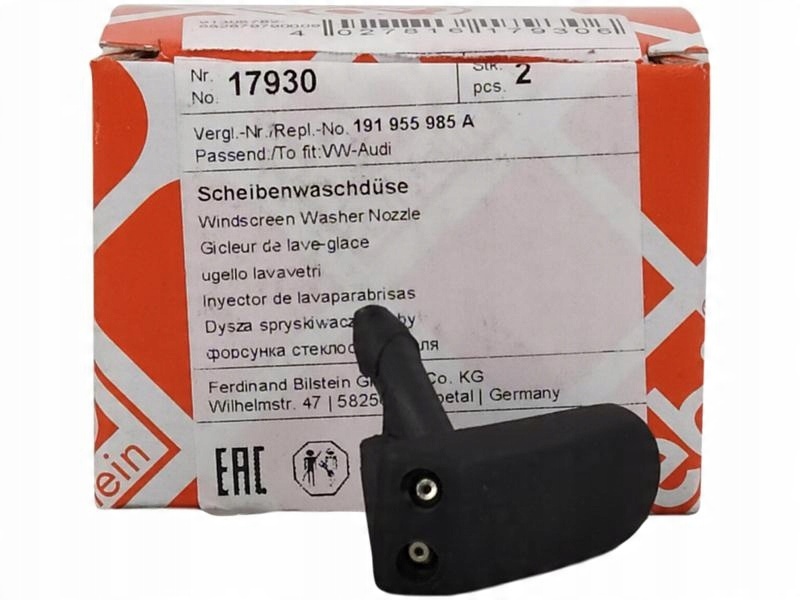 4 027816 179306
Nr.
No. 17930
Stk.
pcs. 2
Vergl.-Nr./Repl.-No. 191 955 985 A
Passend:/To fit:VW-Audi
Scheibenwaschdüse
Windscreen Washer Nozzle
Gicleur de lave-glace
ugello lavavetri
Inyector de lavaparabrisas
Dysza
форсунка
Ferdinand Bilstein Co. KG
Wilhelmstr. 47 | Germany
EAC